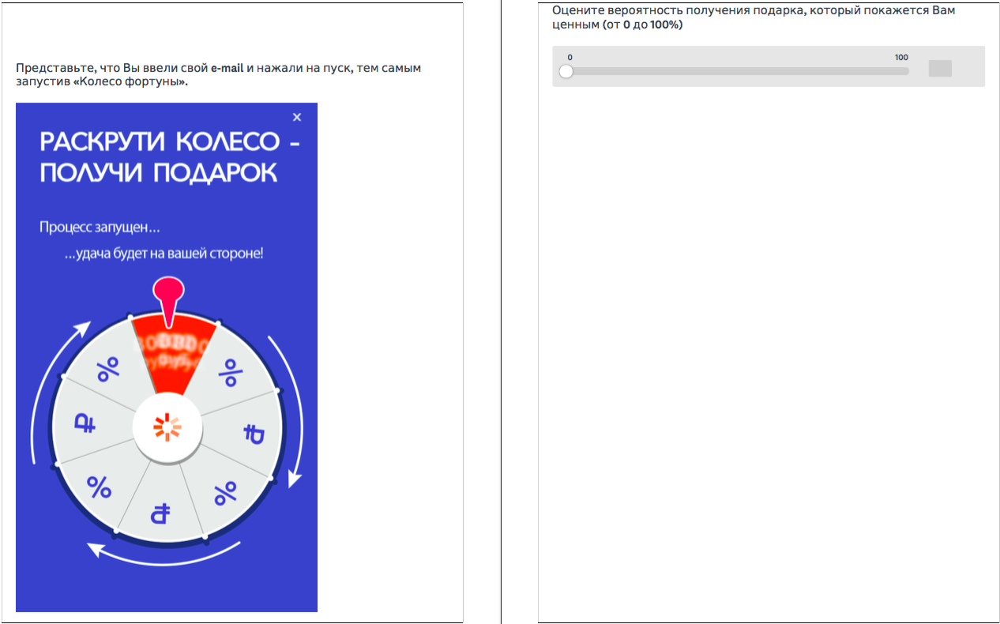 Представьте, что Вы ввели свой e-mail и нажали на пуск, тем самым
запустив «Колесо фортуны».
РАСКРУТИ КОЛЕСО -
ПОЛУЧИ ПОДАРОК
Процесс запущен...
...удача будет на вашей стороне!
%
%
₽
₽
%
%
₽
Оцените вероятность получения подарка, который покажется Вам
ценным (от 0 до 100%)
0 100